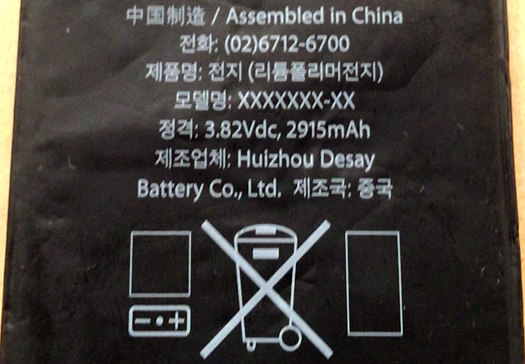 中国制造 / Assembled in China
전화: (02)6712-6700
제품명: 전지 (리튬폴리머전지)
모델명: XXXXXXX-XX
정격: 3.82Vdc, 2915mAh
제조업체: Huizhou Desay
Battery Co., Ltd. 제조국: 중국